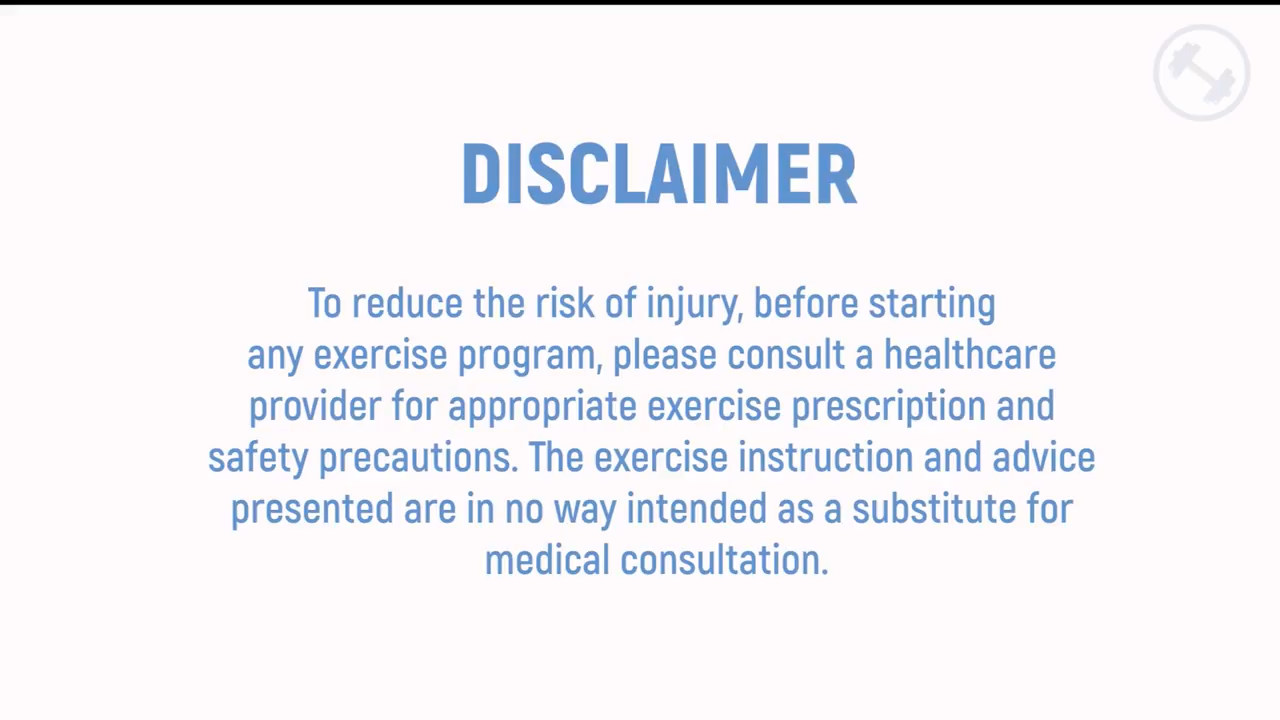 DISCLAIMER
To reduce the risk of injury, before starting
any exercise program, please consult a healthcare
provider for appropriate exercise prescription and
safety precautions. The exercise instruction and advice
presented are in no way intended as a substitute for
medical consultation.